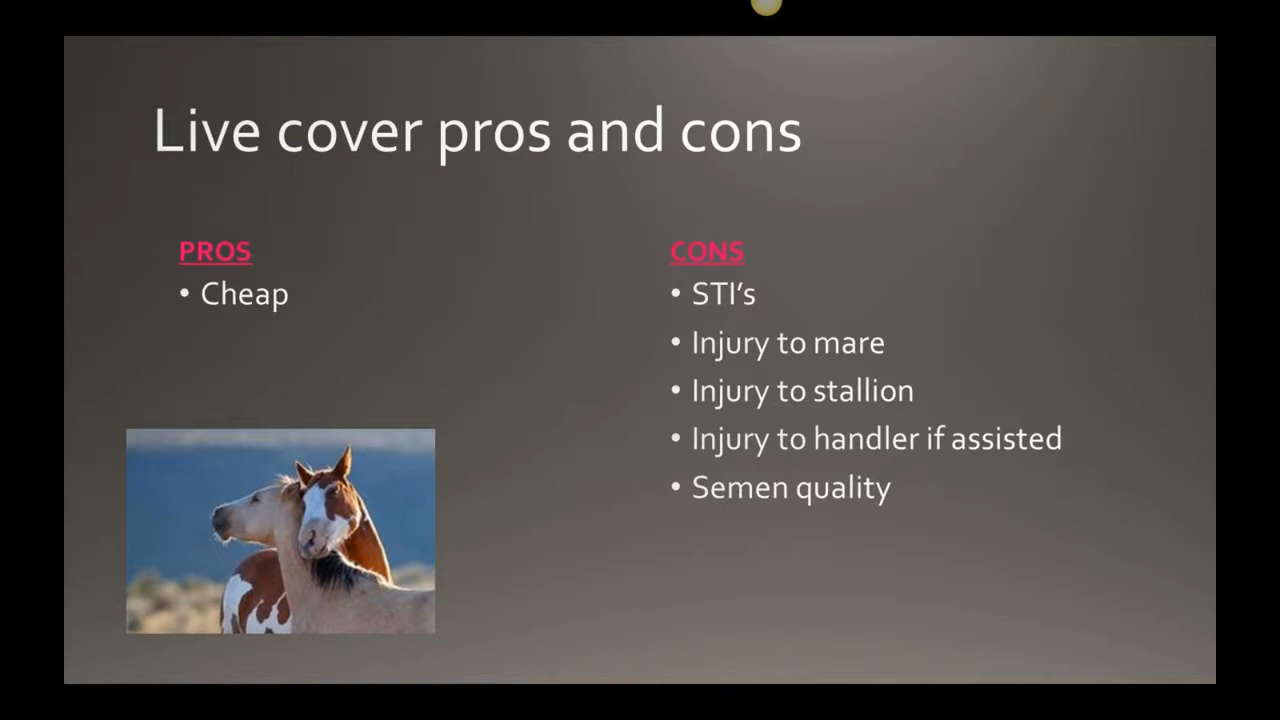 Live cover pros and cons
PROS
• Cheap
CONS
• STI’s
• Injury to mare
• Injury to stallion
• Injury to handler if assisted
• Semen quality